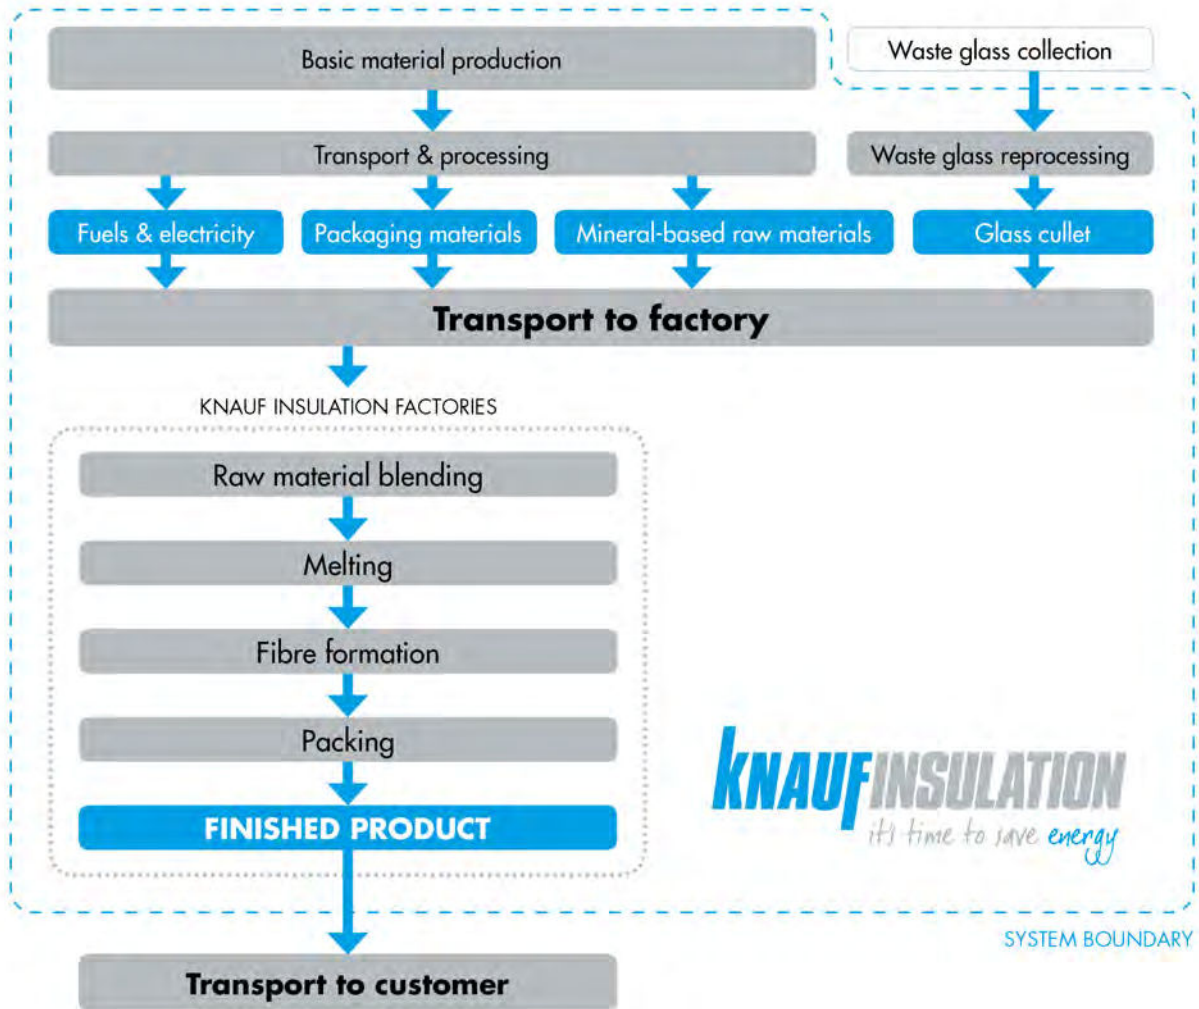 Basic material production
Waste glass collection
Transport & processing
Waste glass reprocessing
Fuels & electricity
Packaging materials
Mineral-based raw materials
Glass cullet
Transport to factory
KNAUF INSULATION FACTORIES
Raw material blending
Melting
Fibre formation
Packing
FINISHED PRODUCT
KNAUFINSULATION
it's time to save energy
SYSTEM BOUNDARY
Transport to customer